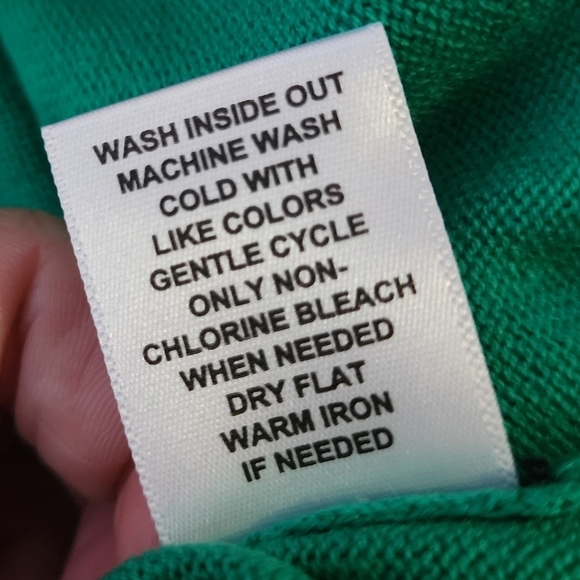 WASH INSIDE OUT
MACHINE WASH
COLD WITH
LIKE COLORS
GENTLE CYCLE
ONLY NON-
CHLORINE BLEACH
WHEN NEEDED
DRY FLAT
WARM IRON
IF NEEDED